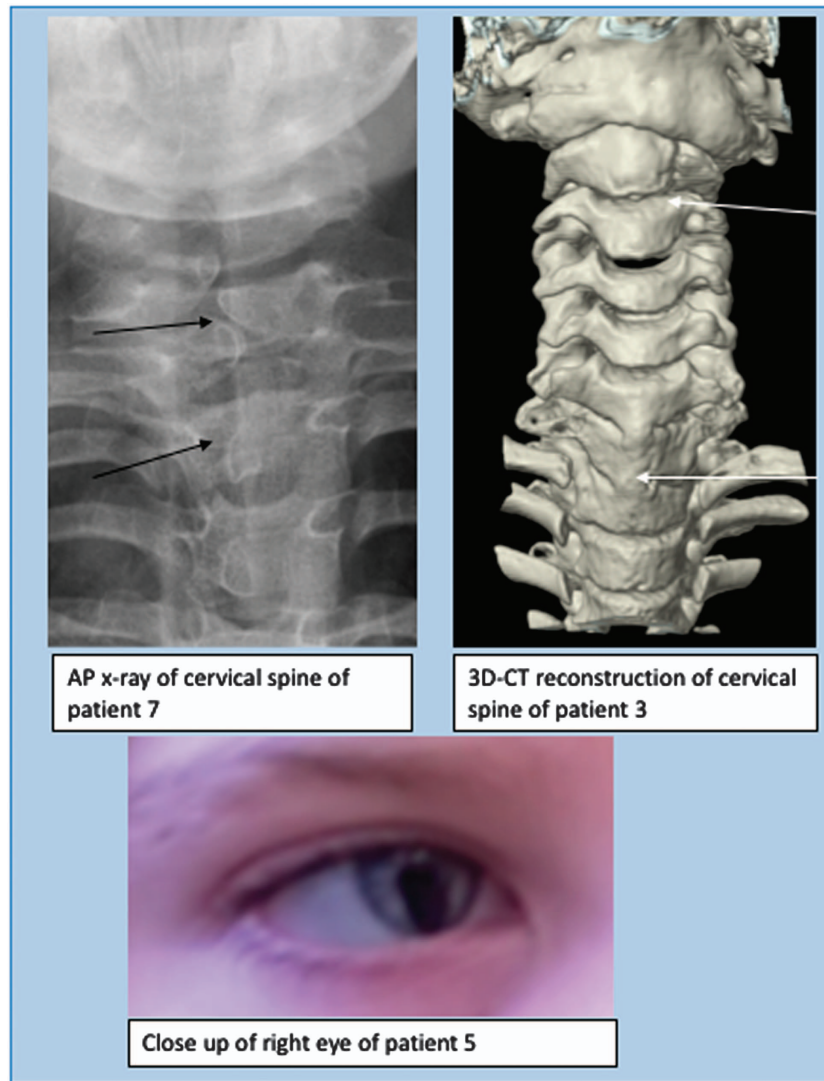 AP x-ray of cervical spine of
patient 7
3D-CT reconstruction of cervical
spine of patient 3
Close up of right eye of patient 5